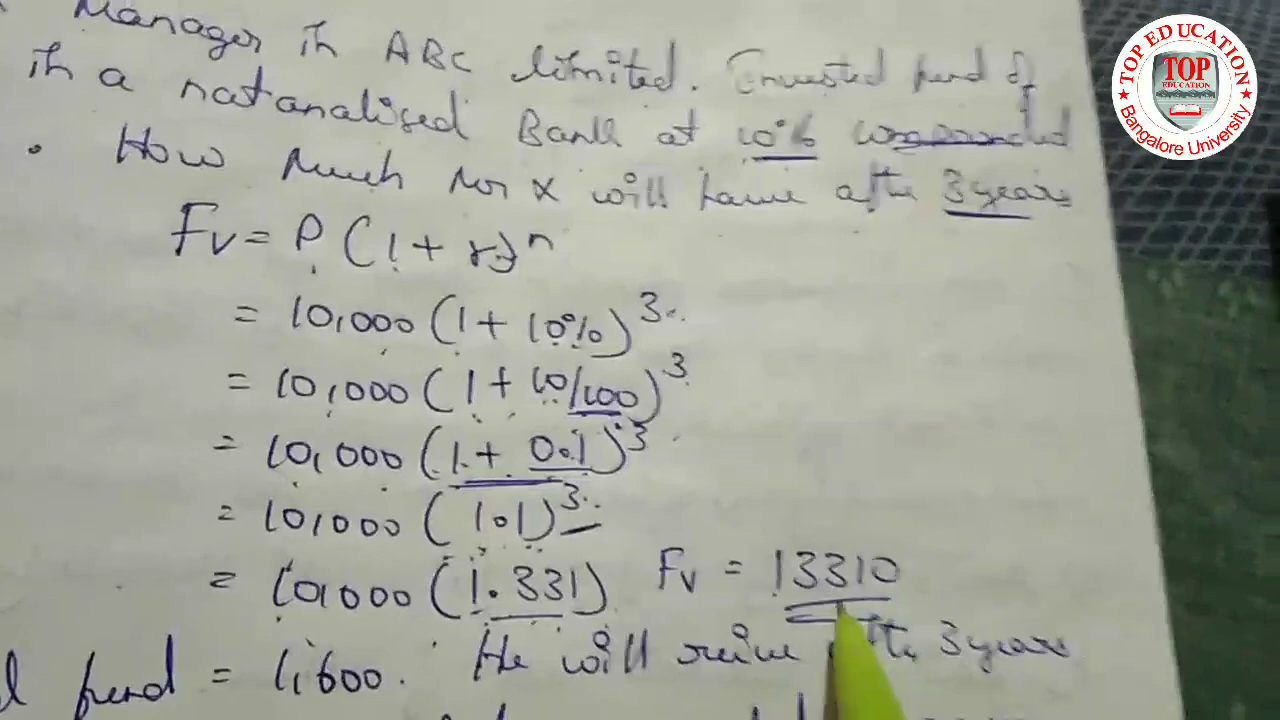 Manager in ABC limited. Invested fund of
in a natanalised Bank at 10% compounded
. How Much Mr X will have after 3 years
Fv = P (1 + r)^n
= 10,000 (1 + 10%)^3
= 10,000 (1 + 10/100)^3
= 10,000 (1 + 0.1)^3
= 10,000 (1.1)^3
= 10,000 (1.331) Fv = 13310
fund = 1,600. He will 3 years
TOP EDUCATION
TOP
EDUCATION
Bangalore University